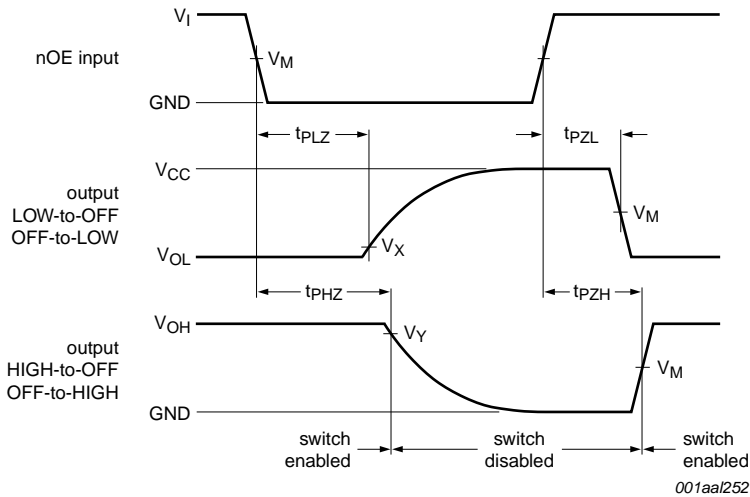 VI
nOE input
VM
GND
tPLZ
tPZL
VCC
output
LOW-to-OFF
OFF-to-LOW
VM
VX
VOL
tPHZ
tPZH
VOH
VY
output
HIGH-to-OFF
OFF-to-HIGH
VM
GND
switch
enabled
switch
disabled
switch
enabled
001aal252